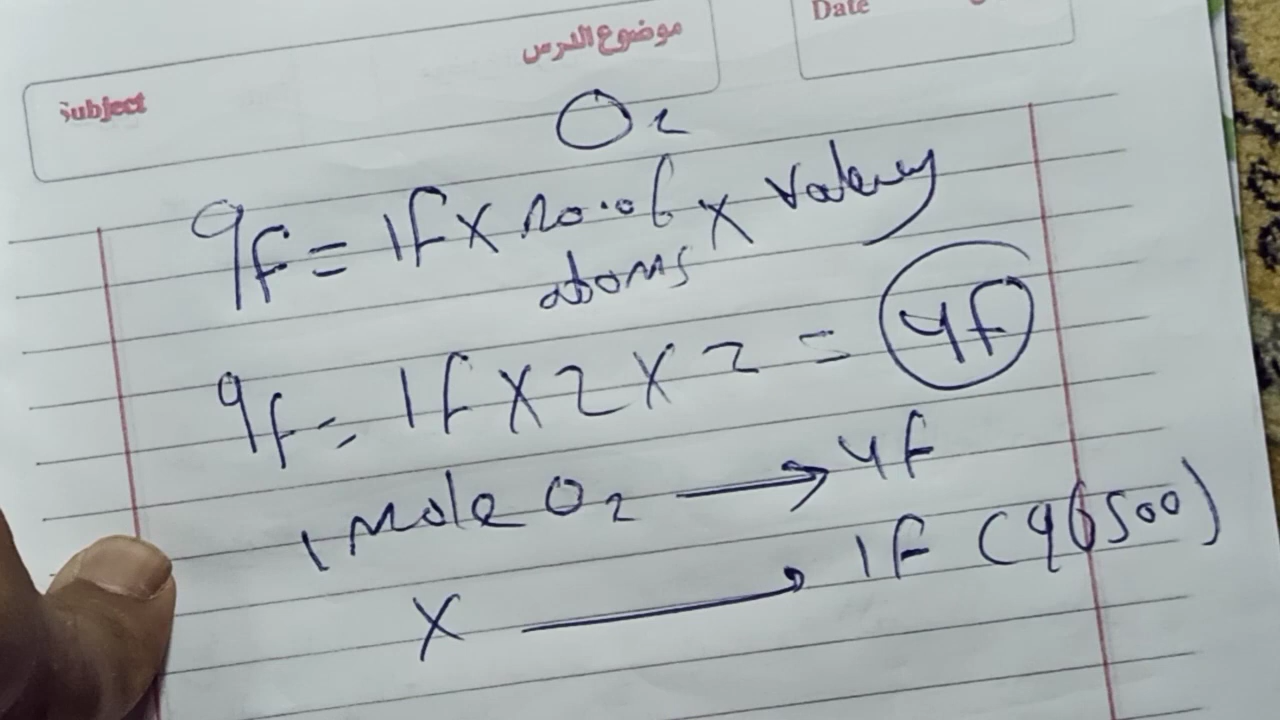 موضوع الدرس
Date
Subject
O₂
qf = 1f x no. of atoms x valency
qf = 1f x 2 x 2 = 4f
1 Mole O₂ → 4f
X → 1f (96500)